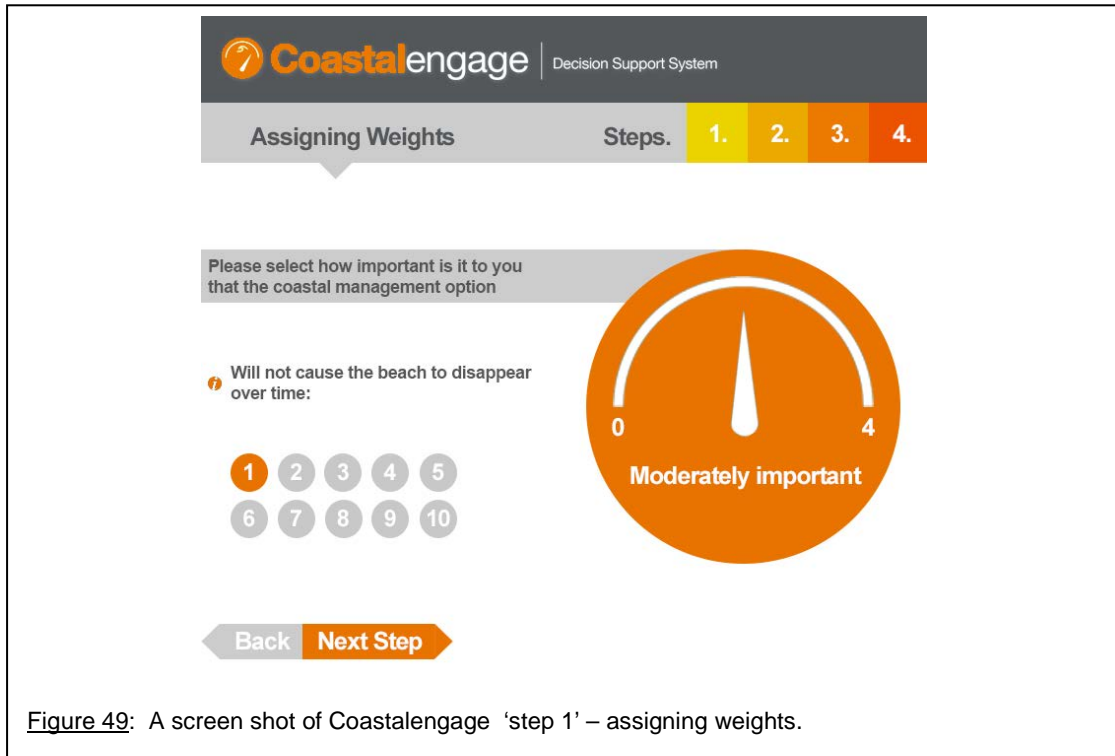 Coastalengage | Decision Support System
Assigning Weights Steps. 1. 2. 3. 4.
Please select how important is it to you
that the coastal management option
Will not cause the beach to disappear
over time:
1 2 3 4 5
6 7 8 9 10
0 4
Moderately important
Back Next Step
Figure 49: A screen shot of Coastalengage ‘step 1’ – assigning weights.